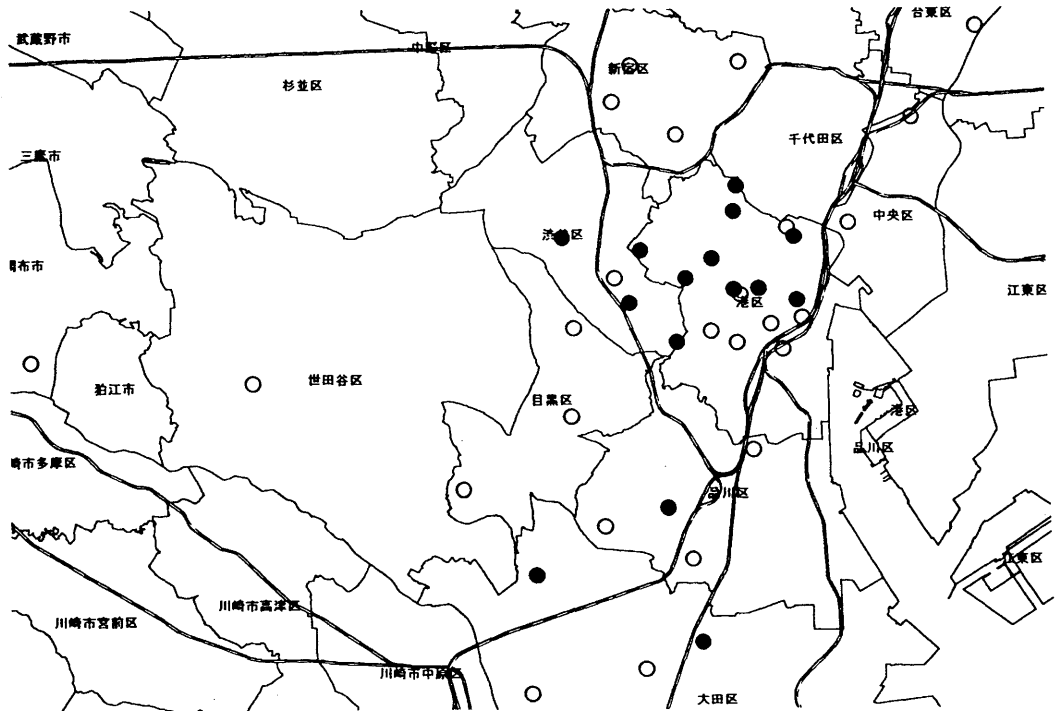 台東区
武蔵野市
中野区
新宿区
杉並区
千代田区
三鷹市
中央区
渋谷区
調布市
江東区
港区
世田谷区
狛江市
目黒区
港区
品川区
崎市多摩区
品川区
江東区
川崎市高津区
川崎市宮前区
川崎市中原区
大田区